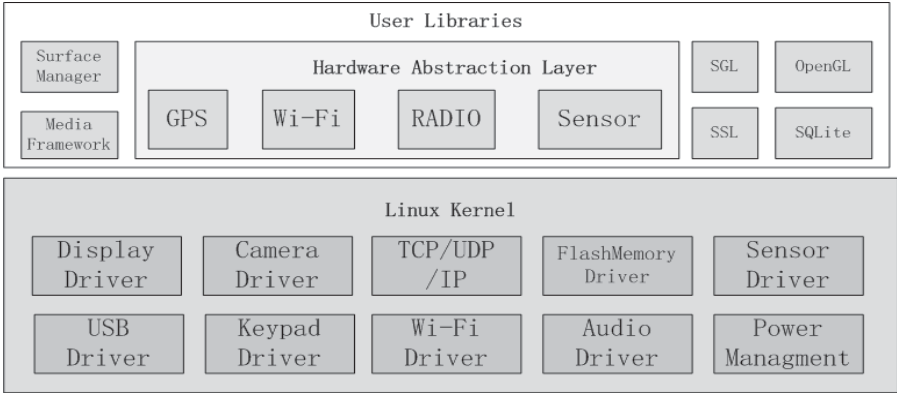 User Libraries
Surface
Manager
Media
Framework
Hardware Abstraction Layer
GPS
Wi-Fi
RADIO
Sensor
SGL
OpenGL
SSL
SQLite
Linux Kernel
Display
Driver
Camera
Driver
TCP/UDP
/IP
FlashMemory
Driver
Sensor
Driver
USB
Driver
Keypad
Driver
Wi-Fi
Driver
Audio
Driver
Power
Managment